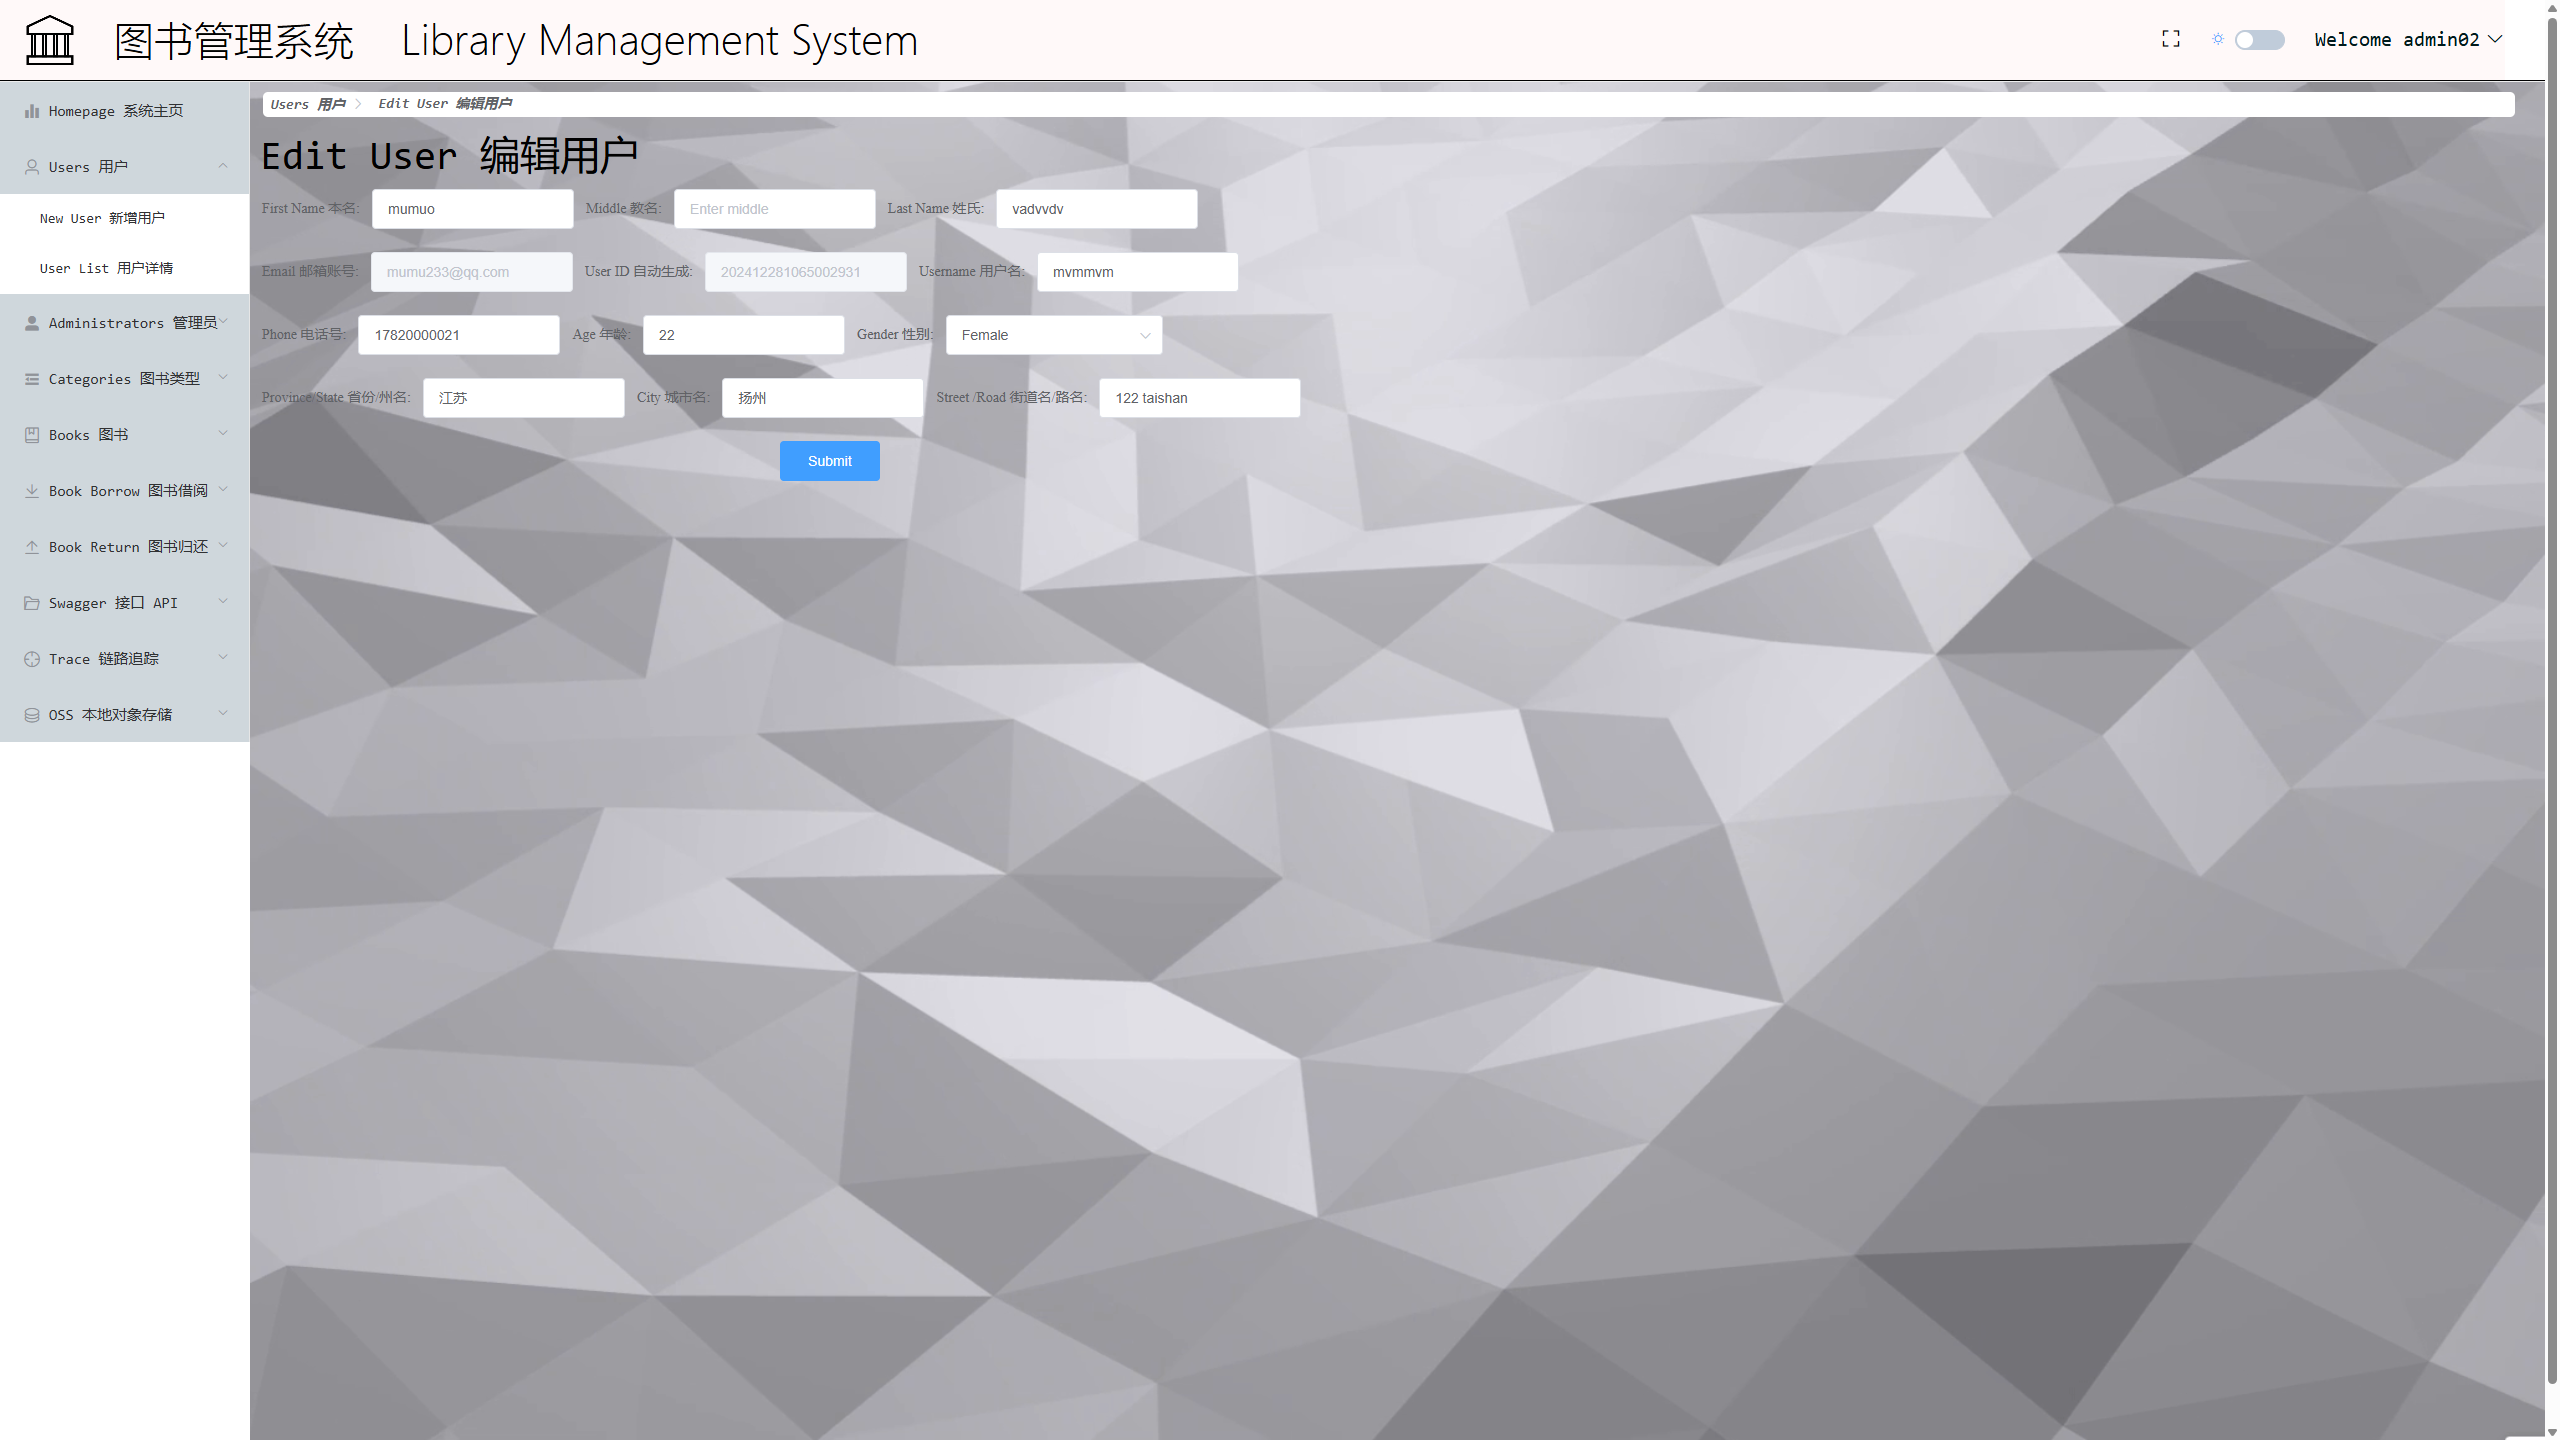 图书管理系统 Library Management System
Welcome admin02
Homepage 系统主页
Users 用户
New User 新增用户
User List 用户详情
Administrators 管理员
Categories 图书类型
Books 图书
Book Borrow 图书借阅
Book Return 图书归还
Swagger 接口 API
Trace 链路追踪
OSS 本地对象存储
Users 用户 Edit User 编辑用户
Edit User 编辑用户
First Name 本名: mumuo Middle 教名: Enter middle Last Name 姓氏: vadvvdv
Email 邮箱账号: mumu233@qq.com User ID 自动生成: 202412281065002931 Username 用户名: mvmmvm
Phone 电话号: 17820000021 Age 年龄: 22 Gender 性别: Female
Province/State 省份/州名: 江苏 City 城市名: 扬州 Street /Road 街道名/路名: 122 taishan
Submit